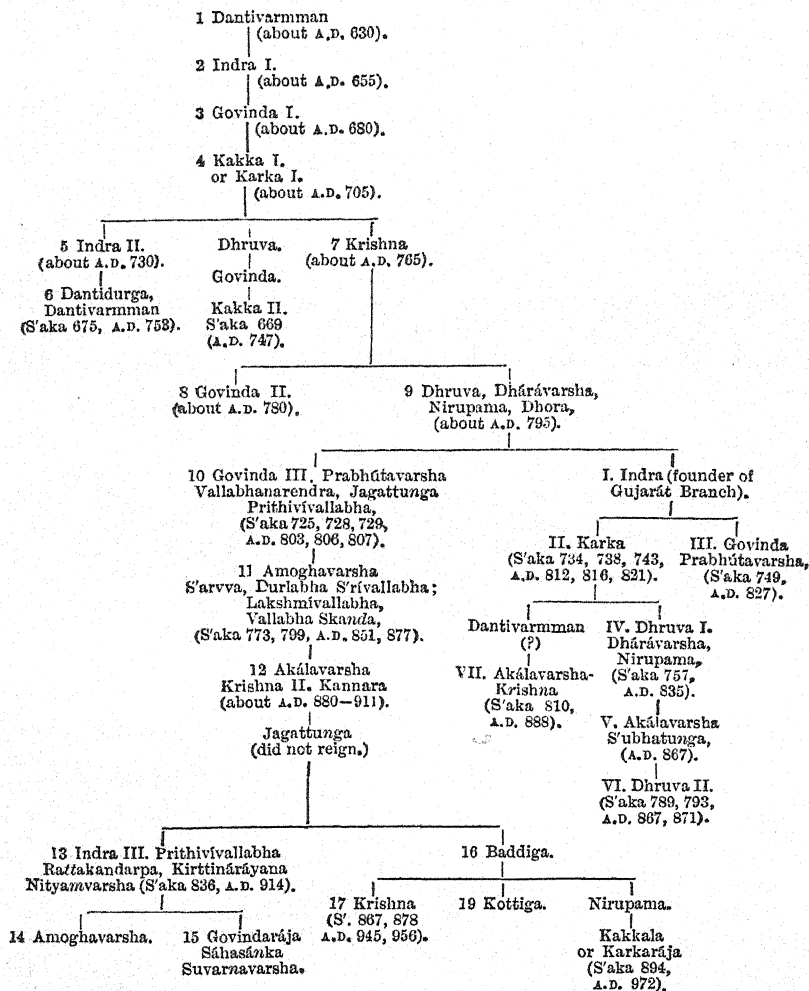 1 Dantivarmman
(about A.D. 630).
2 Indra I.
(about A.D. 655).
3 Govinda I.
(about A.D. 680).
4 Kakka I.
or Karka I.
(about A.D. 705).
5 Indra II.
(about A.D. 730).
6 Dantidurga,
Dantivarmman
(S'aka 675, A.D. 753).
Dhruva.
Govinda.
Kakka II.
S'aka 669
(A.D. 747).
7 Krishna
(about A.D. 765).
8 Govinda II.
(about A.D. 780).
9 Dhruva, Dhárávarsha,
Nirupama, Dhora,
(about A.D. 795).
10 Govinda III. Prabhútavarsha
Vallabhanarendra, Jagattunga
Prithivívallabha,
(S'aka 725, 728, 729,
A.D. 803, 806, 807).
11 Amoghavarsha
S'arvva, Durlabha S'rívallabha;
Lakshmívallabha,
Vallabha Skanda,
(S'aka 773, 799, A.D. 851, 877).
12 Akálavarsha
Krishna II. Kannara
(about A.D. 880–911).
Jagattunga
(did not reign.)
I. Indra (founder of
Gujarát Branch).
II. Karka
(S'aka 734, 738, 743,
A.D. 812, 816, 821).
III. Govinda
Prabhútavarsha,
(S'aka 749,
A.D. 827).
Dantivarmman
(?)
VII. Akálavarsha-
Krishna
(S'aka 810,
A.D. 888).
IV. Dhruva I.
Dhárávarsha,
Nirupama,
(S'aka 757,
A.D. 835).
V. Akálavarsha
S'ubhatunga,
(A.D. 867).
VI. Dhruva II.
(S'aka 789, 793,
A.D. 867, 871).
13 Indra III. Prithivívallabha
Rattakandarpa, Kirttináráyana
Nityamvarsha (S'aka 836, A.D. 914).
14 Amoghavarsha.
15 Govindarája
Sáhasánka
Suvarnavarsha.
16 Baddiga.
17 Krishna
(S'. 867, 878
A.D. 945, 956).
19 Kottiga.
Nirupama.
Kakkala
or Karkarája
(S'aka 894,
A.D. 972).